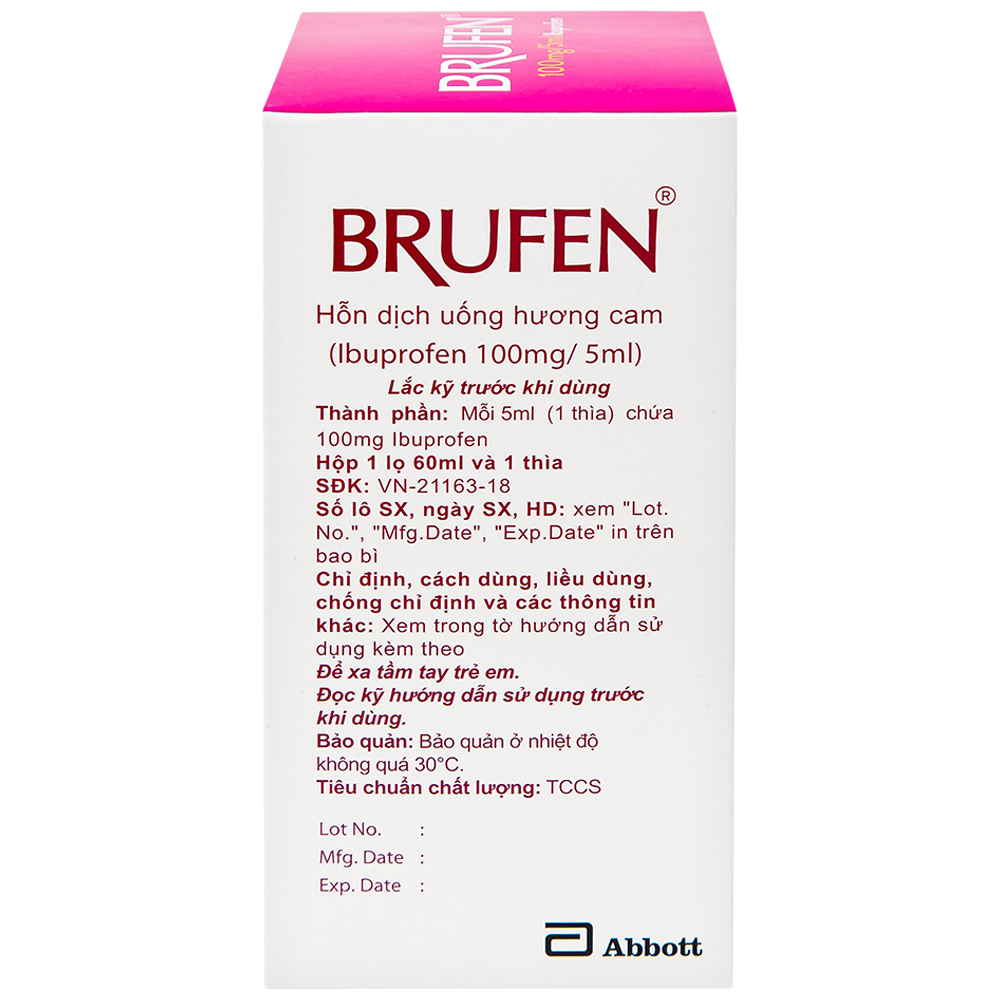 BRUFEN®
100mg/5ml Ibuprofen
BRUFEN®
Hỗn dịch uống hương cam
(Ibuprofen 100mg/ 5ml)
Lắc kỹ trước khi dùng
Thành phần: Mỗi 5ml (1 thìa) chứa
100mg Ibuprofen
Hộp 1 lọ 60ml và 1 thìa
SĐK: VN-21163-18
Số lô SX, ngày SX, HD: xem "Lot.
No.", "Mfg.Date", "Exp.Date" in trên
bao bì
Chỉ định, cách dùng, liều dùng,
chống chỉ định và các thông tin
khác: Xem trong tờ hướng dẫn sử
dụng kèm theo
Để xa tầm tay trẻ em.
Đọc kỹ hướng dẫn sử dụng trước
khi dùng.
Bảo quản: Bảo quản ở nhiệt độ
không quá 30°C.
Tiêu chuẩn chất lượng: TCCS
Lot No. :
Mfg. Date :
Exp. Date :
Abbott